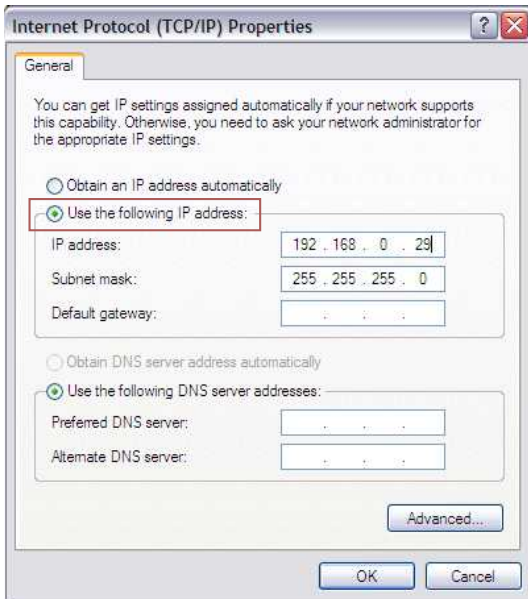 Internet Protocol (TCP/IP) Properties
General
You can get IP settings assigned automatically if your network supports
this capability. Otherwise, you need to ask your network administrator for
the appropriate IP settings.
Obtain an IP address automatically
Use the following IP address:
IP address: 192 . 168 . 0 . 29
Subnet mask: 255 . 255 . 255 . 0
Default gateway: . . .
Obtain DNS server address automatically
Use the following DNS server addresses:
Preferred DNS server: . . .
Alternate DNS server: . . .
Advanced...
OK Cancel